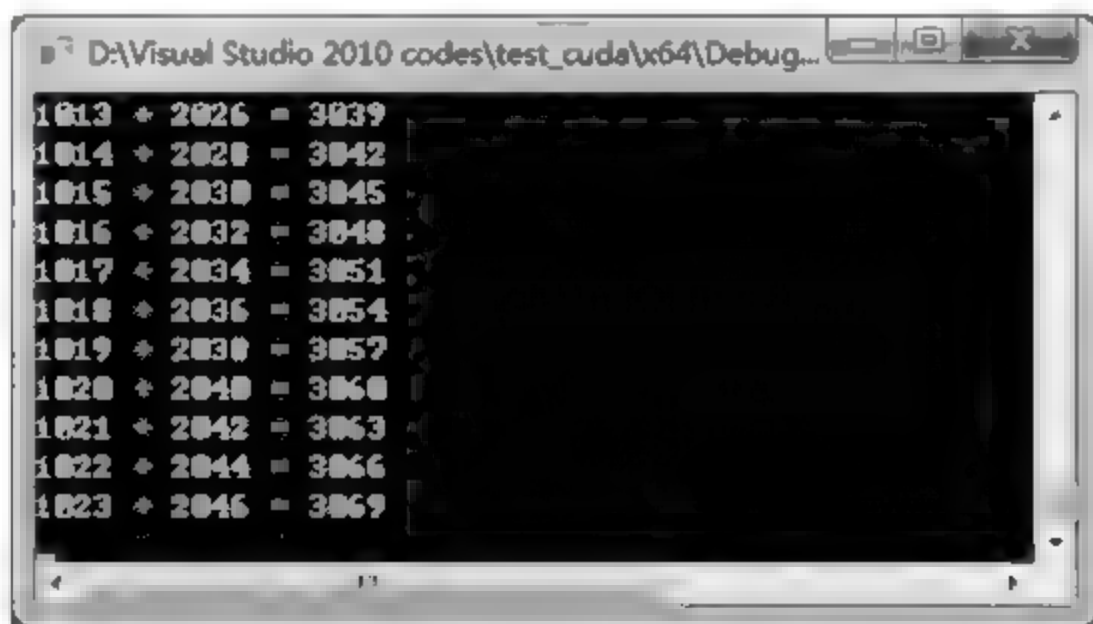 D:\Visual Studio 2010 codes\test_cuda\x64\Debug...
1013 + 2026 = 3039
1014 + 2028 = 3042
1015 + 2030 = 3045
1016 + 2032 = 3048
1017 + 2034 = 3051
1018 + 2036 = 3054
1019 + 2038 = 3057
1020 + 2040 = 3060
1021 + 2042 = 3063
1022 + 2044 = 3066
1023 + 2046 = 3069